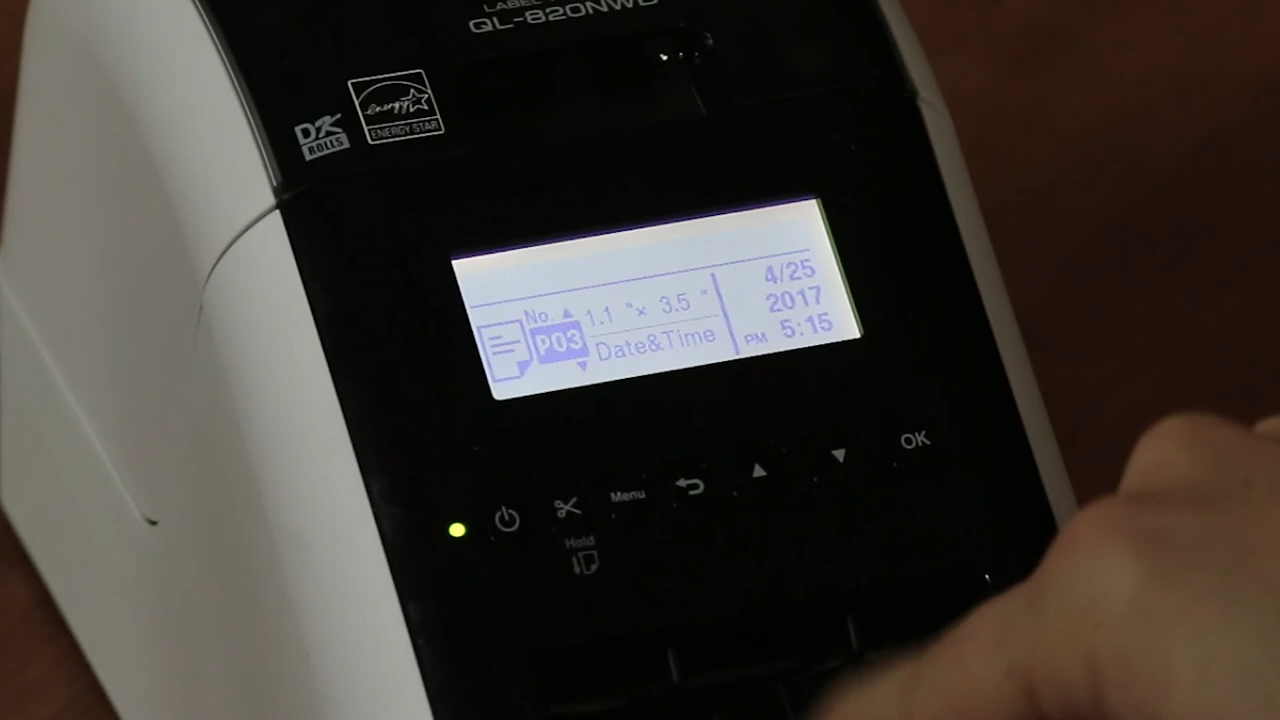 QL-820NWB
DK
ROLLS
energy
ENERGY STAR
No.
P03
1.1 "x 3.5 "
Date&Time
4/25
2017
PM 5:15
Menu
OK
Hold